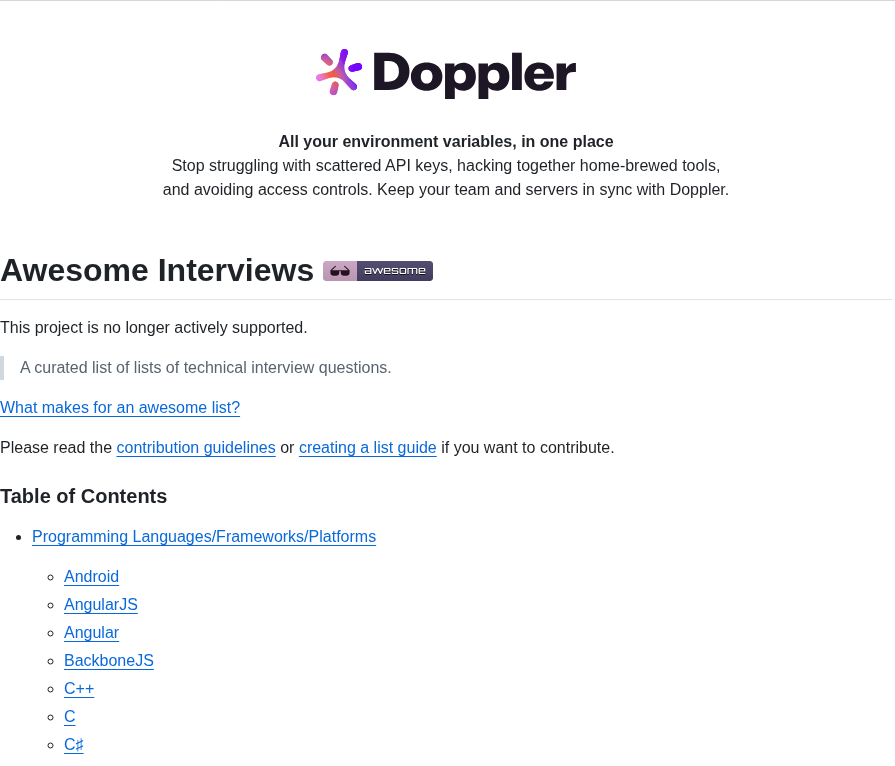 Doppler
All your environment variables, in one place
Stop struggling with scattered API keys, hacking together home-brewed tools,
and avoiding access controls. Keep your team and servers in sync with Doppler.
Awesome Interviews awesome
This project is no longer actively supported.
A curated list of lists of technical interview questions.
What makes for an awesome list?
Please read the contribution guidelines or creating a list guide if you want to contribute.
Table of Contents
Programming Languages/Frameworks/Platforms
Android
AngularJS
Angular
BackboneJS
C++
C
C♯